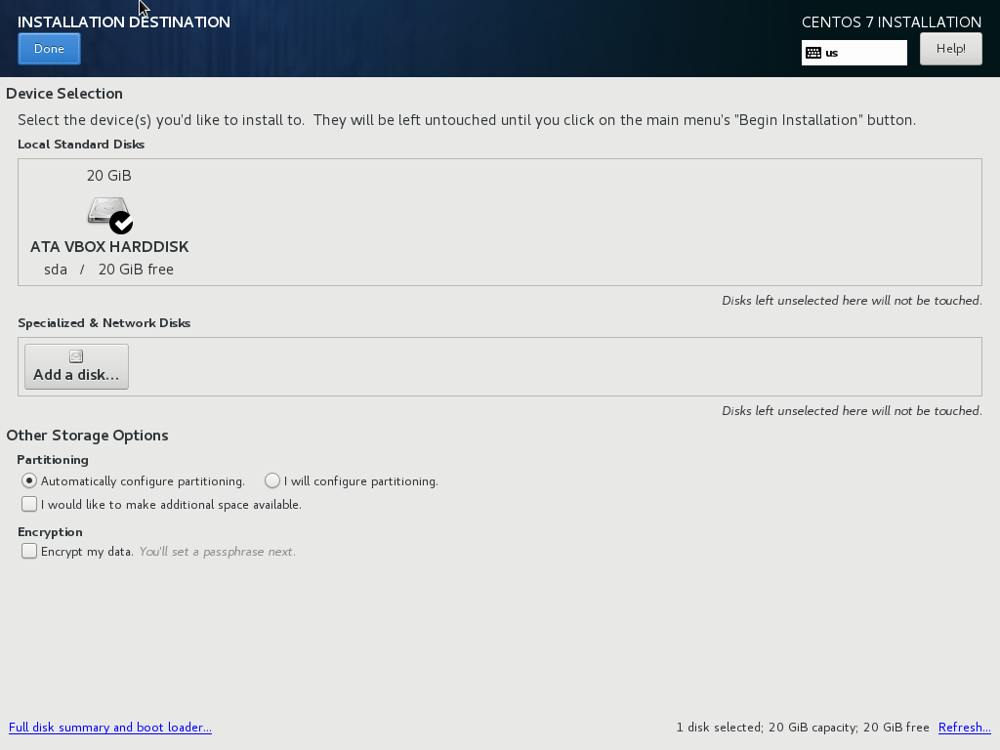 INSTALLATION DESTINATION
CENTOS 7 INSTALLATION
Done
us
Help!
Device Selection
Select the device(s) you'd like to install to.  They will be left untouched until you click on the main menu's "Begin Installation" button.
Local Standard Disks
20 GiB
ATA VBOX HARDDISK
sda / 20 GiB free
Disks left unselected here will not be touched.
Specialized & Network Disks
Add a disk...
Disks left unselected here will not be touched.
Other Storage Options
Partitioning
Automatically configure partitioning. I will configure partitioning.
I would like to make additional space available.
Encryption
Encrypt my data. You'll set a passphrase next.
Full disk summary and boot loader... 1 disk selected; 20 GiB capacity; 20 GiB free Refresh...